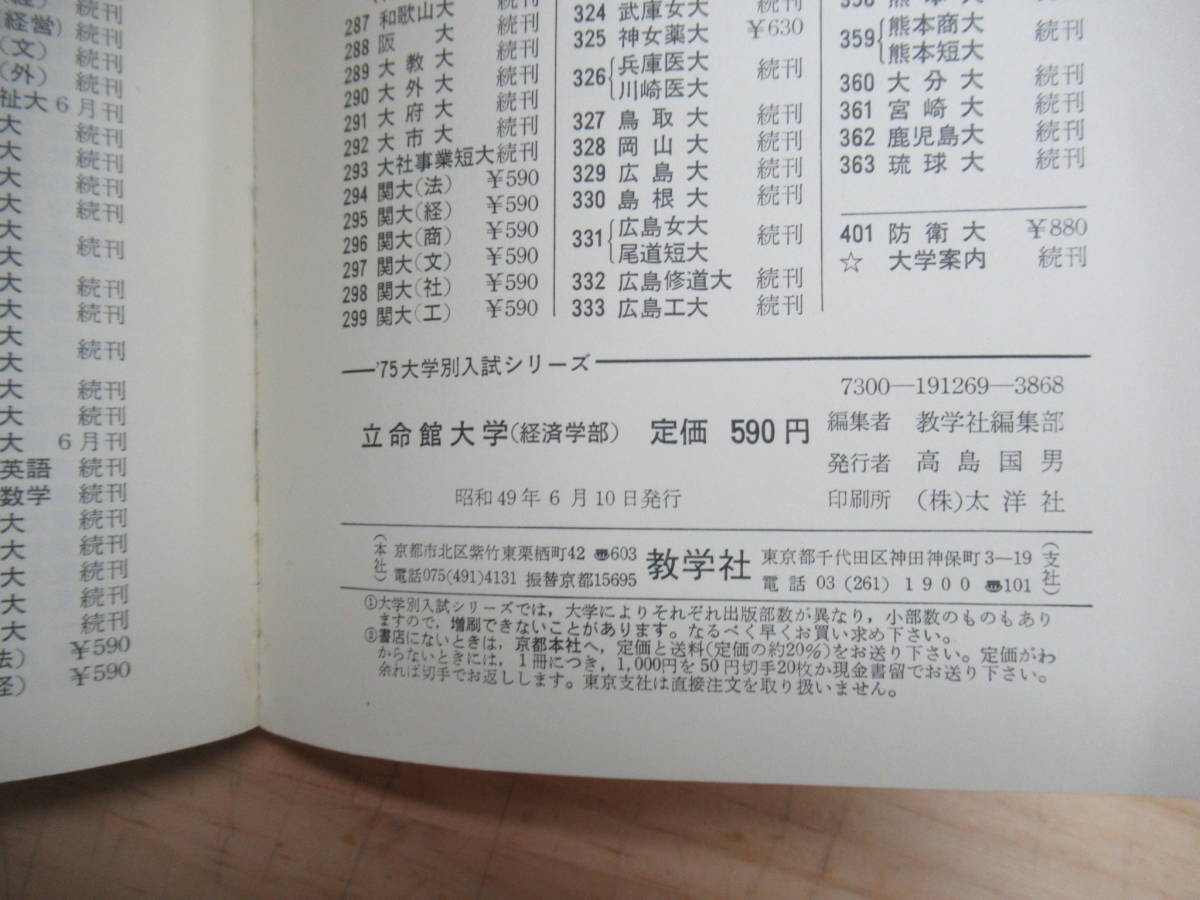 経営) 続刊
(文) 続刊
(外) 続刊
祉大 6月刊
大 続刊
大 続刊
大 続刊
大 続刊
大
続刊
大
大 続刊
大 続刊
大
続刊
大
大 続刊
大 続刊
大 6月刊
英語 続刊
数学 続刊
大 続刊
大 続刊
大 続刊
大 続刊
大 続刊
法) ¥590
経) ¥590
287 和歌山大 続刊
288 阪大 続刊
289 大教大 続刊
290 大外大 続刊
291 大府大 続刊
292 大市大 続刊
293 大社事業短大 続刊
294 関大(法) ¥590
295 関大(経) ¥590
296 関大(商) ¥590
297 関大(文) ¥590
298 関大(社) ¥590
299 関大(工) ¥590
324 武庫女大 続刊
325 神女薬大 ¥630
326 {兵庫医大 続刊
川崎医大
327 鳥取大 続刊
328 岡山大 続刊
329 広島大 続刊
330 島根大 続刊
331 {広島女大 続刊
尾道短大
332 広島修道大 続刊
333 広島工大 続刊
358 熊本大
359 {熊本商大 続刊
熊本短大
360 大分大 続刊
361 宮崎大 続刊
362 鹿児島大 続刊
363 琉球大 続刊
401 防衛大 ¥880
☆ 大学案内 続刊
'75大学別入試シリーズ
7300—191269—3868
立命館大学(経済学部) 定価 590円
編集者 教学社編集部
発行者 高島国男
昭和49年6月10日発行
印刷所 (株)太洋社
(本社) 京都市北区紫竹東栗栖町42 ☎603
電話075(491)4131 振替京都15695
教学社
東京都千代田区神田神保町3—19 (支社)
電話 03 (261) 1900 ☎101
①大学別入試シリーズでは，大学によりそれぞれ出版部数が異なり，小部数のものもあり
ますので，増刷できないことがあります。なるべく早くお買い求め下さい。
②書店にないときは，京都本社へ，定価と送料(定価の約20%)をお送り下さい。定価がわ
からないときには，1冊につき，1,000円を50円切手20枚か現金書留でお送り下さい。
余れば切手でお返しします。東京支社は直接注文を取り扱いません。